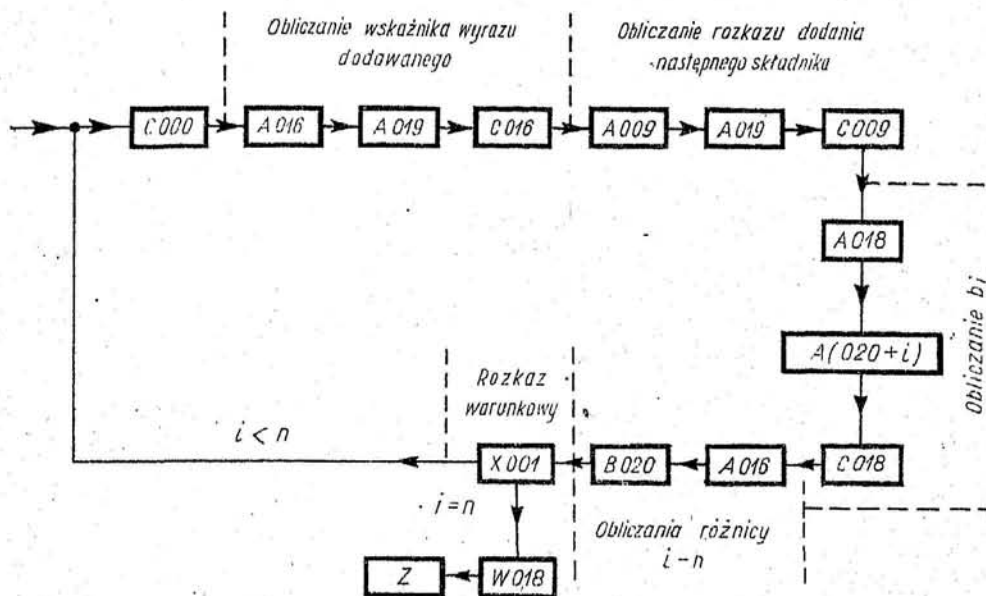 Obliczanie wskaźnika wyrazu
dodawanego
Obliczanie rozkazu dodania
następnego składnika
C000
A016
A019
C016
A009
A019
C009
A018
A(020+i)
Obliczanie bi
Rozkaz
warunkowy
i < n
X001
B020
A016
C018
i=n
Obliczania różnicy
i-n
Z
W018